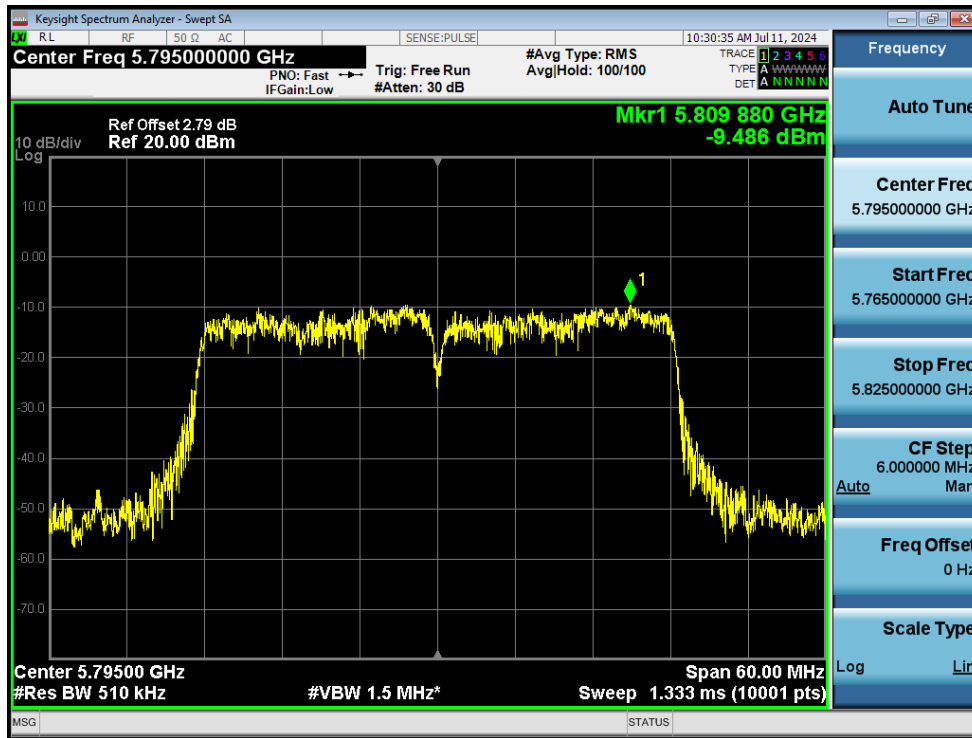 Keysight Spectrum Analyzer - Swept SA
LXI RL RF 50 Ω AC SENSE:PULSE 10:30:35 AM Jul 11, 2024
Center Freq 5.795000000 GHz
PNO: Fast
IFGain:Low
Trig: Free Run
#Atten: 30 dB
#Avg Type: RMS
Avg|Hold: 100/100
TRACE 1 2 3 4 5 6
TYPE A WWWWW
DET A N N N N N
Mkr1 5.809 880 GHz
-9.486 dBm
Ref Offset 2.79 dB
10 dB/div Ref 20.00 dBm
Log
10.0
0.00
-10.0
-20.0
-30.0
-40.0
-50.0
-60.0
-70.0
1
Center 5.79500 GHz Span 60.00 MHz
#Res BW 510 kHz #VBW 1.5 MHz* Sweep 1.333 ms (10001 pts)
MSG STATUS
Frequency
Auto Tune
Center Freq
5.795000000 GHz
Start Freq
5.765000000 GHz
Stop Freq
5.825000000 GHz
CF Step
6.000000 MHz
Auto Man
Freq Offset
0 Hz
Scale Type
Log Lin